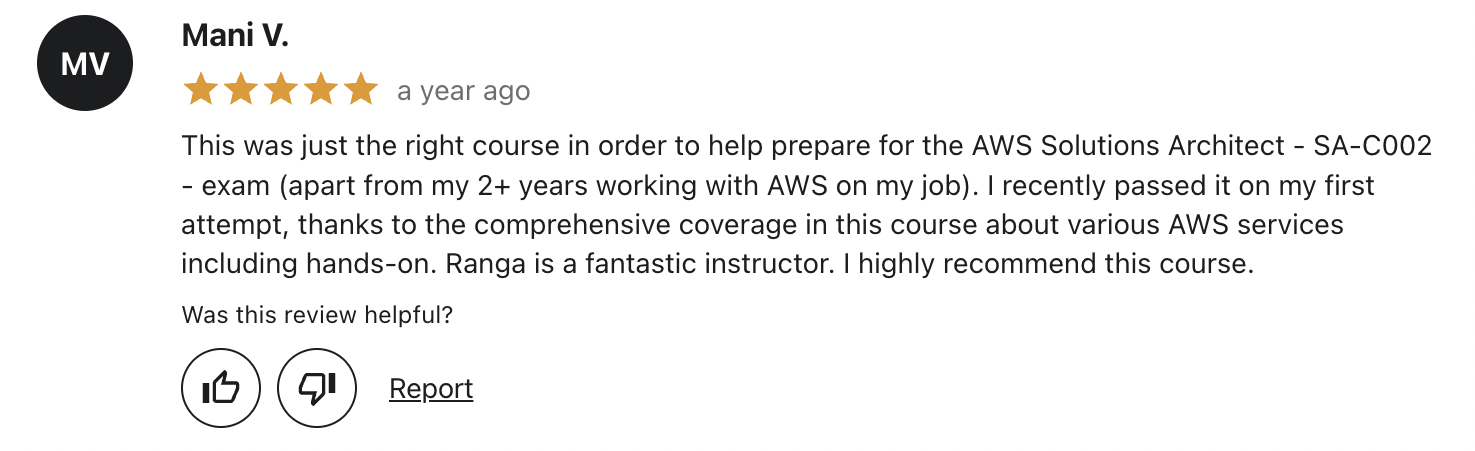 MV
Mani V.
a year ago
This was just the right course in order to help prepare for the AWS Solutions Architect - SA-C002
- exam (apart from my 2+ years working with AWS on my job). I recently passed it on my first
attempt, thanks to the comprehensive coverage in this course about various AWS services
including hands-on. Ranga is a fantastic instructor. I highly recommend this course.
Was this review helpful?
Report